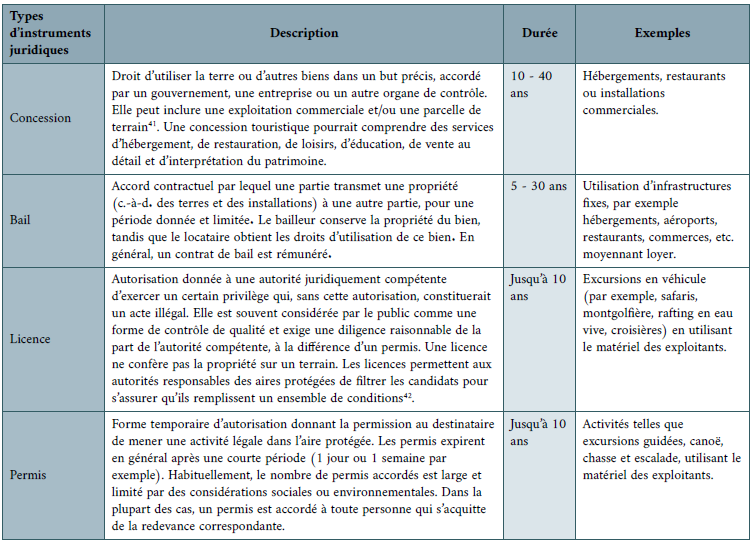 Types
d’instruments
juridiques
Description
Durée
Exemples
Concession
Droit d’utiliser la terre ou d’autres biens dans un but précis, accordé
par un gouvernement, une entreprise ou un autre organe de contrôle.
Elle peut inclure une exploitation commerciale et/ou une parcelle de
terrain⁴¹. Une concession touristique pourrait comprendre des services
d’hébergement, de restauration, de loisirs, d’éducation, de vente au
détail et d’interprétation du patrimoine.
10 - 40
ans
Hébergements, restaurants
ou installations
commerciales.
Bail
Accord contractuel par lequel une partie transmet une propriété
(c.-à-d. des terres et des installations) à une autre partie, pour une
période donnée et limitée. Le bailleur conserve la propriété du bien,
tandis que le locataire obtient les droits d’utilisation de ce bien. En
général, un contrat de bail est rémunéré.
5 - 30 ans
Utilisation d’infrastructures
fixes, par exemple
hébergements, aéroports,
restaurants, commerces, etc.
moyennant loyer.
Licence
Autorisation donnée à une autorité juridiquement compétente
d’exercer un certain privilège qui, sans cette autorisation, constituerait
un acte illégal. Elle est souvent considérée par le public comme une
forme de contrôle de qualité et exige une diligence raisonnable de la
part de l’autorité compétente, à la différence d’un permis. Une licence
ne confère pas la propriété sur un terrain. Les licences permettent aux
autorités responsables des aires protégées de filtrer les candidats pour
s’assurer qu’ils remplissent un ensemble de conditions⁴².
Jusqu’à 10
ans
Excursions en véhicule
(par exemple, safaris,
montgolfière, rafting en eau
vive, croisières) en utilisant
le matériel des exploitants.
Permis
Forme temporaire d’autorisation donnant la permission au destinataire
de mener une activité légale dans l’aire protégée. Les permis expirent
en général après une courte période (1 jour ou 1 semaine par
exemple). Habituellement, le nombre de permis accordés est large et
limité par des considérations sociales ou environnementales. Dans la
plupart des cas, un permis est accordé à toute personne qui s’acquitte
de la redevance correspondante.
Jusqu’à 10
ans
Activités telles que
excursions guidées, canoë,
chasse et escalade, utilisant le
matériel des exploitants.